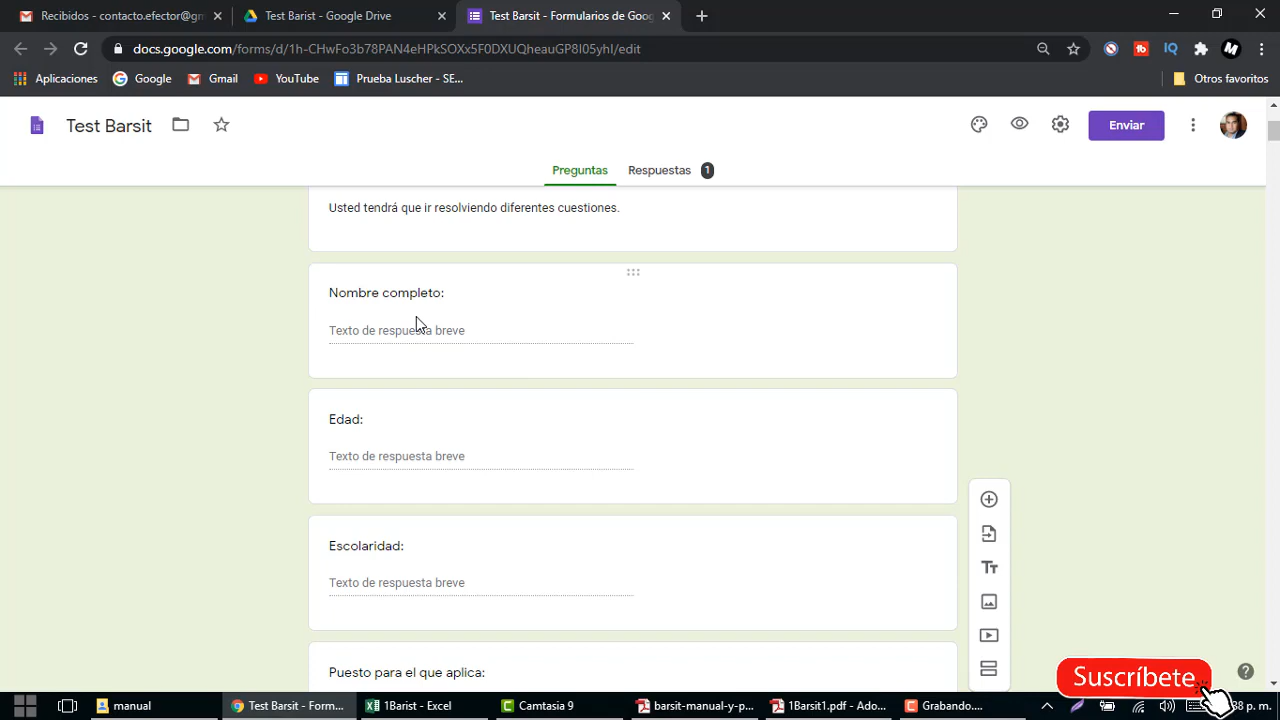 Recibidos - contacto.efector@gm
Test Barsit - Google Drive
Test Barsit - Formularios de Goo
docs.google.com/forms/d/1h-CHwFo3b78PAN4eHPkSOXx5F0DXUQheauGP8I05yhI/edit
Aplicaciones
Google
Gmail
YouTube
Prueba Luscher - SE...
Otros favoritos
Test Barsit
Enviar
Preguntas
Respuestas
1
Usted tendrá que ir resolviendo diferentes cuestiones.
Nombre completo:
Texto de respuesta breve
Edad:
Texto de respuesta breve
Escolaridad:
Texto de respuesta breve
Puesto para el que aplica:
Suscríbete
manual
Test Barsit - Form...
1Barist - Excel
Camtasia 9
barsit-manual-y-p...
1Barsit1.pdf - Ado...
Grabando....
38 p. m.